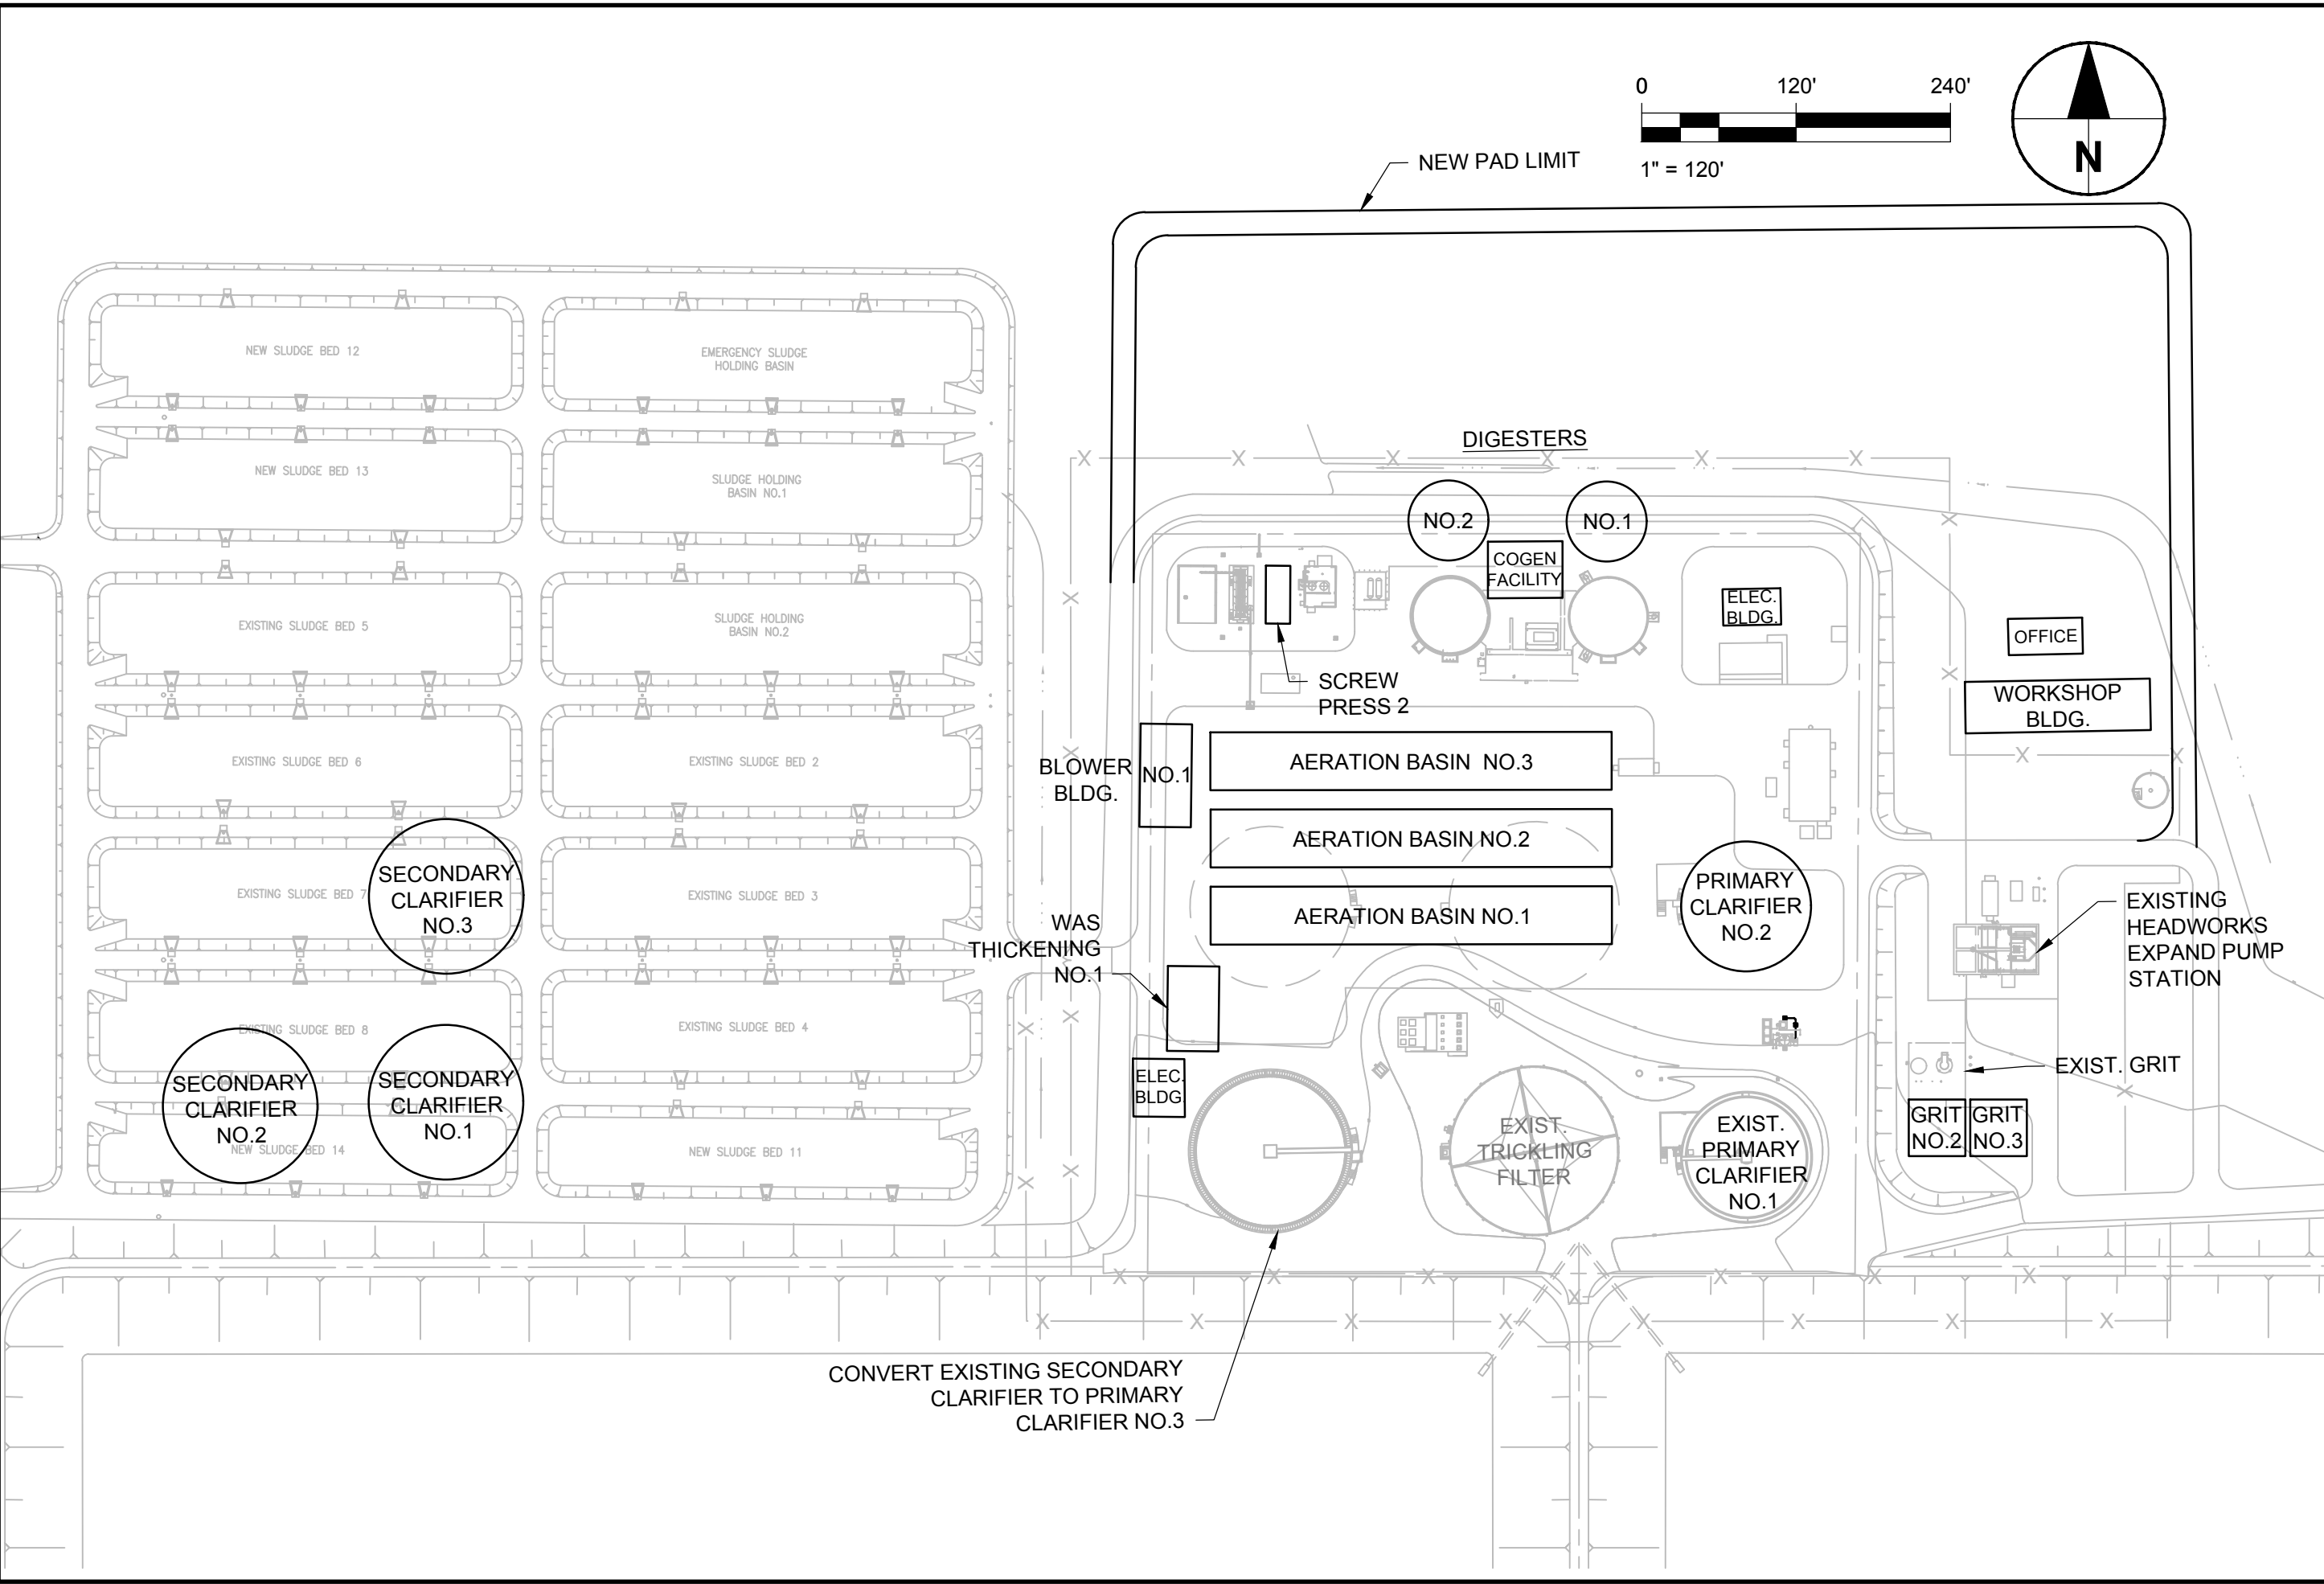 0 120' 240'
1" = 120'
N
NEW PAD LIMIT
NEW SLUDGE BED 12
EMERGENCY SLUDGE
HOLDING BASIN
NEW SLUDGE BED 13
SLUDGE HOLDING
BASIN NO.1
EXISTING SLUDGE BED 5
SLUDGE HOLDING
BASIN NO.2
EXISTING SLUDGE BED 6
EXISTING SLUDGE BED 2
EXISTING SLUDGE BED 7
EXISTING SLUDGE BED 3
SECONDARY
CLARIFIER
NO.3
EXISTING SLUDGE BED 8
EXISTING SLUDGE BED 4
SECONDARY
CLARIFIER
NO.2
SECONDARY
CLARIFIER
NO.1
NEW SLUDGE BED 14
NEW SLUDGE BED 11
DIGESTERS
NO.2
NO.1
COGEN
FACILITY
ELEC.
BLDG.
OFFICE
WORKSHOP
BLDG.
SCREW
PRESS 2
BLOWER
BLDG.
NO.1
AERATION BASIN NO.3
AERATION BASIN NO.2
AERATION BASIN NO.1
PRIMARY
CLARIFIER
NO.2
WAS
THICKENING
NO.1
EXISTING
HEADWORKS
EXPAND PUMP
STATION
EXIST. GRIT
ELEC.
BLDG.
EXIST.
TRICKLING
FILTER
EXIST.
PRIMARY
CLARIFIER
NO.1
GRIT
NO.2
GRIT
NO.3
CONVERT EXISTING SECONDARY
CLARIFIER TO PRIMARY
CLARIFIER NO.3